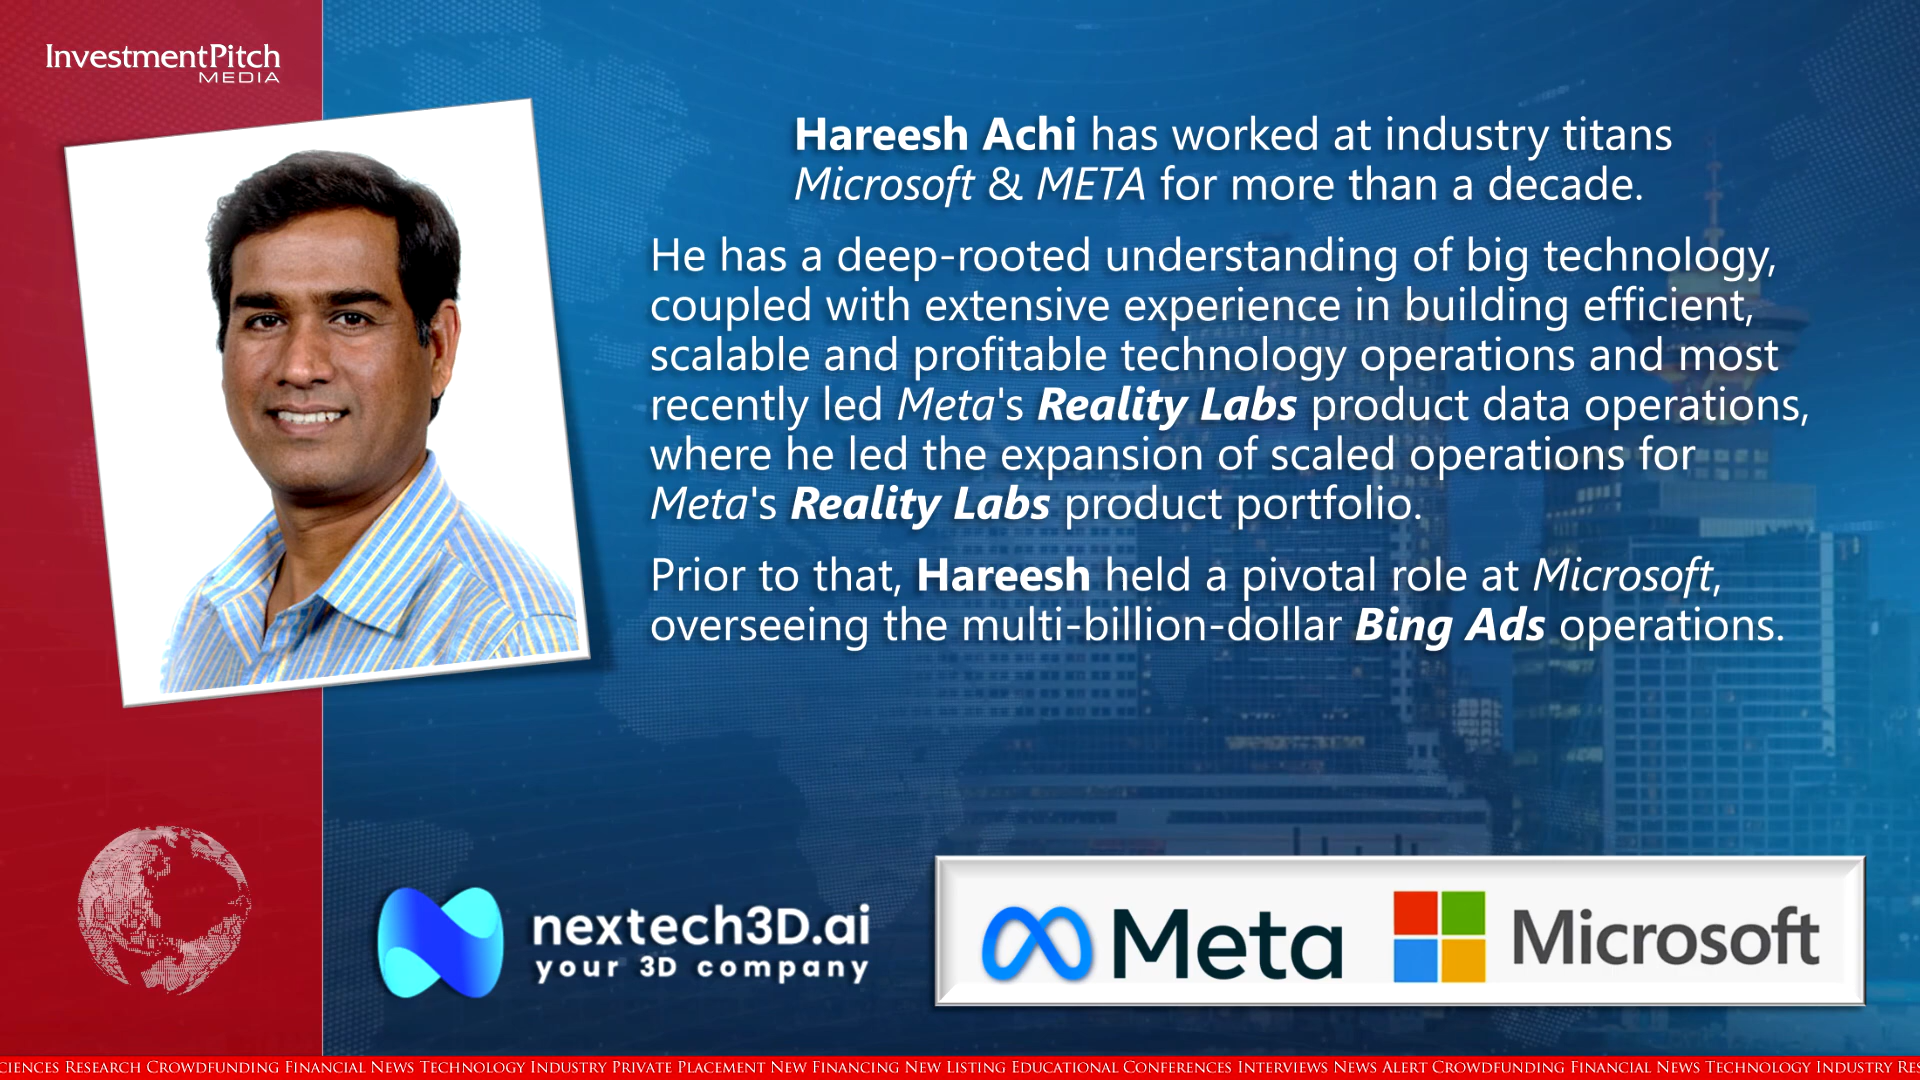 InvestmentPitch
MEDIA
Hareesh Achi has worked at industry titans
Microsoft & META for more than a decade.
He has a deep-rooted understanding of big technology,
coupled with extensive experience in building efficient,
scalable and profitable technology operations and most
recently led Meta's Reality Labs product data operations,
where he led the expansion of scaled operations for
Meta's Reality Labs product portfolio.
Prior to that, Hareesh held a pivotal role at Microsoft,
overseeing the multi-billion-dollar Bing Ads operations.
nextech3D.ai
your 3D company
Meta
Microsoft
CIENCES RESEARCH CROWDFUNDING FINANCIAL NEWS TECHNOLOGY INDUSTRY PRIVATE PLACEMENT NEW FINANCING NEW LISTING EDUCATIONAL CONFERENCES INTERVIEWS NEWS ALERT CROWDFUNDING FINANCIAL NEWS TECHNOLOGY INDUSTRY RES